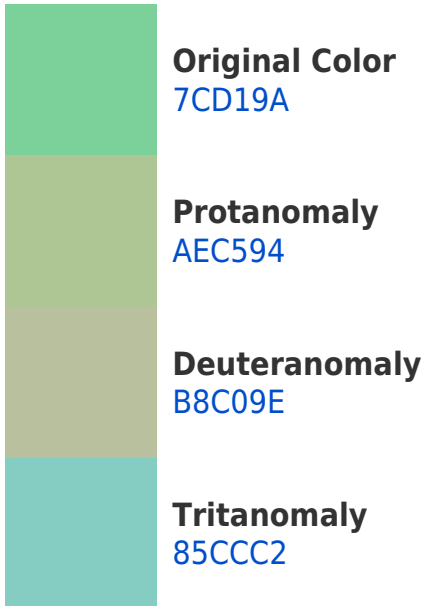 Original Color
7CD19A
Protanomaly
AEC594
Deuteranomaly
B8C09E
Tritanomaly
85CCC2